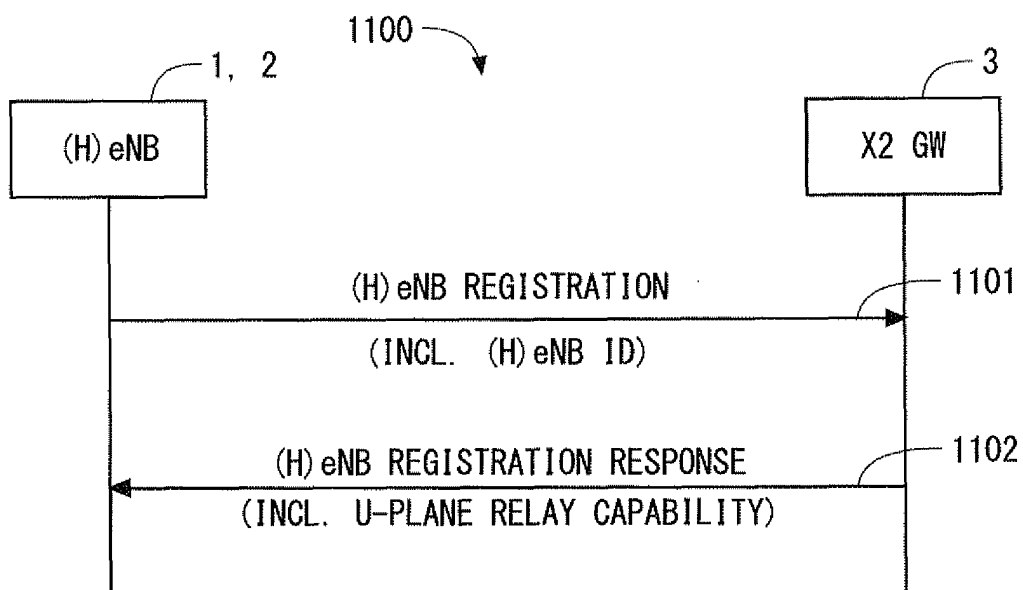 1100
1, 2
3
(H)eNB
X2 GW
(H)eNB REGISTRATION
1101
(INCL. (H)eNB ID)
(H)eNB REGISTRATION RESPONSE
1102
(INCL. U-PLANE RELAY CAPABILITY)